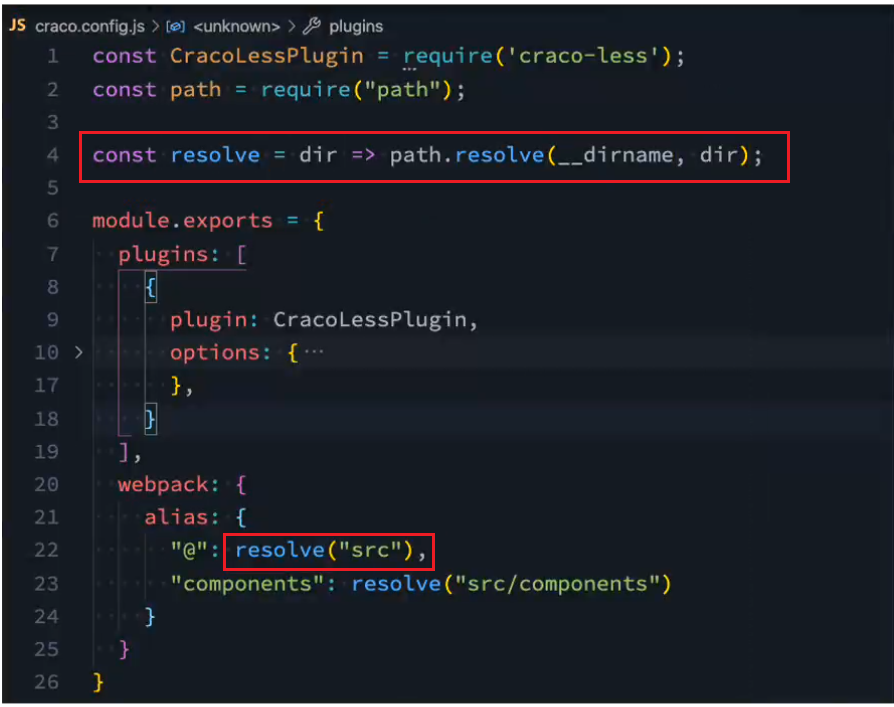 JS craco.config.js > <unknown> > plugins
1 const CracoLessPlugin = require('craco-less');
2 const path = require("path");
3
4 const resolve = dir => path.resolve(__dirname, dir);
5
6 module.exports = {
7 plugins: [
8 {
9 plugin: CracoLessPlugin,
10 > options: { ···
17 },
18 }
19 ],
20 webpack: {
21 alias: {
22 "@": resolve("src"),
23 "components": resolve("src/components")
24 }
25 }
26 }